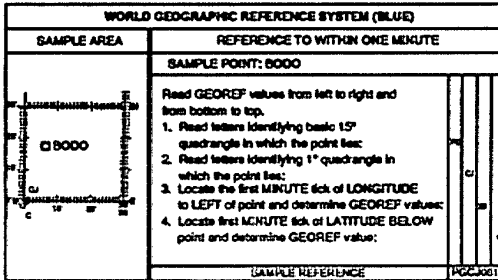 WORLD GEOGRAPHIC REFERENCE SYSTEM (BLUE)
SAMPLE AREA
REFERENCE TO WITHIN ONE MINUTE
SAMPLE POINT: BODO
Read GEOREF values from left to right and
from bottom to top.
1. Read letters identifying basic 15°
quadrangle in which the point lies:
2. Read letters identifying 1° quadrangle in
which the point lies:
3. Locate the first MINUTE tick of LONGITUDE
to LEFT of point and determine GEOREF values:
4. Locate first MINUTE tick of LATITUDE BELOW
point and determine GEOREF value:
BODO
SAMPLE REFERENCE